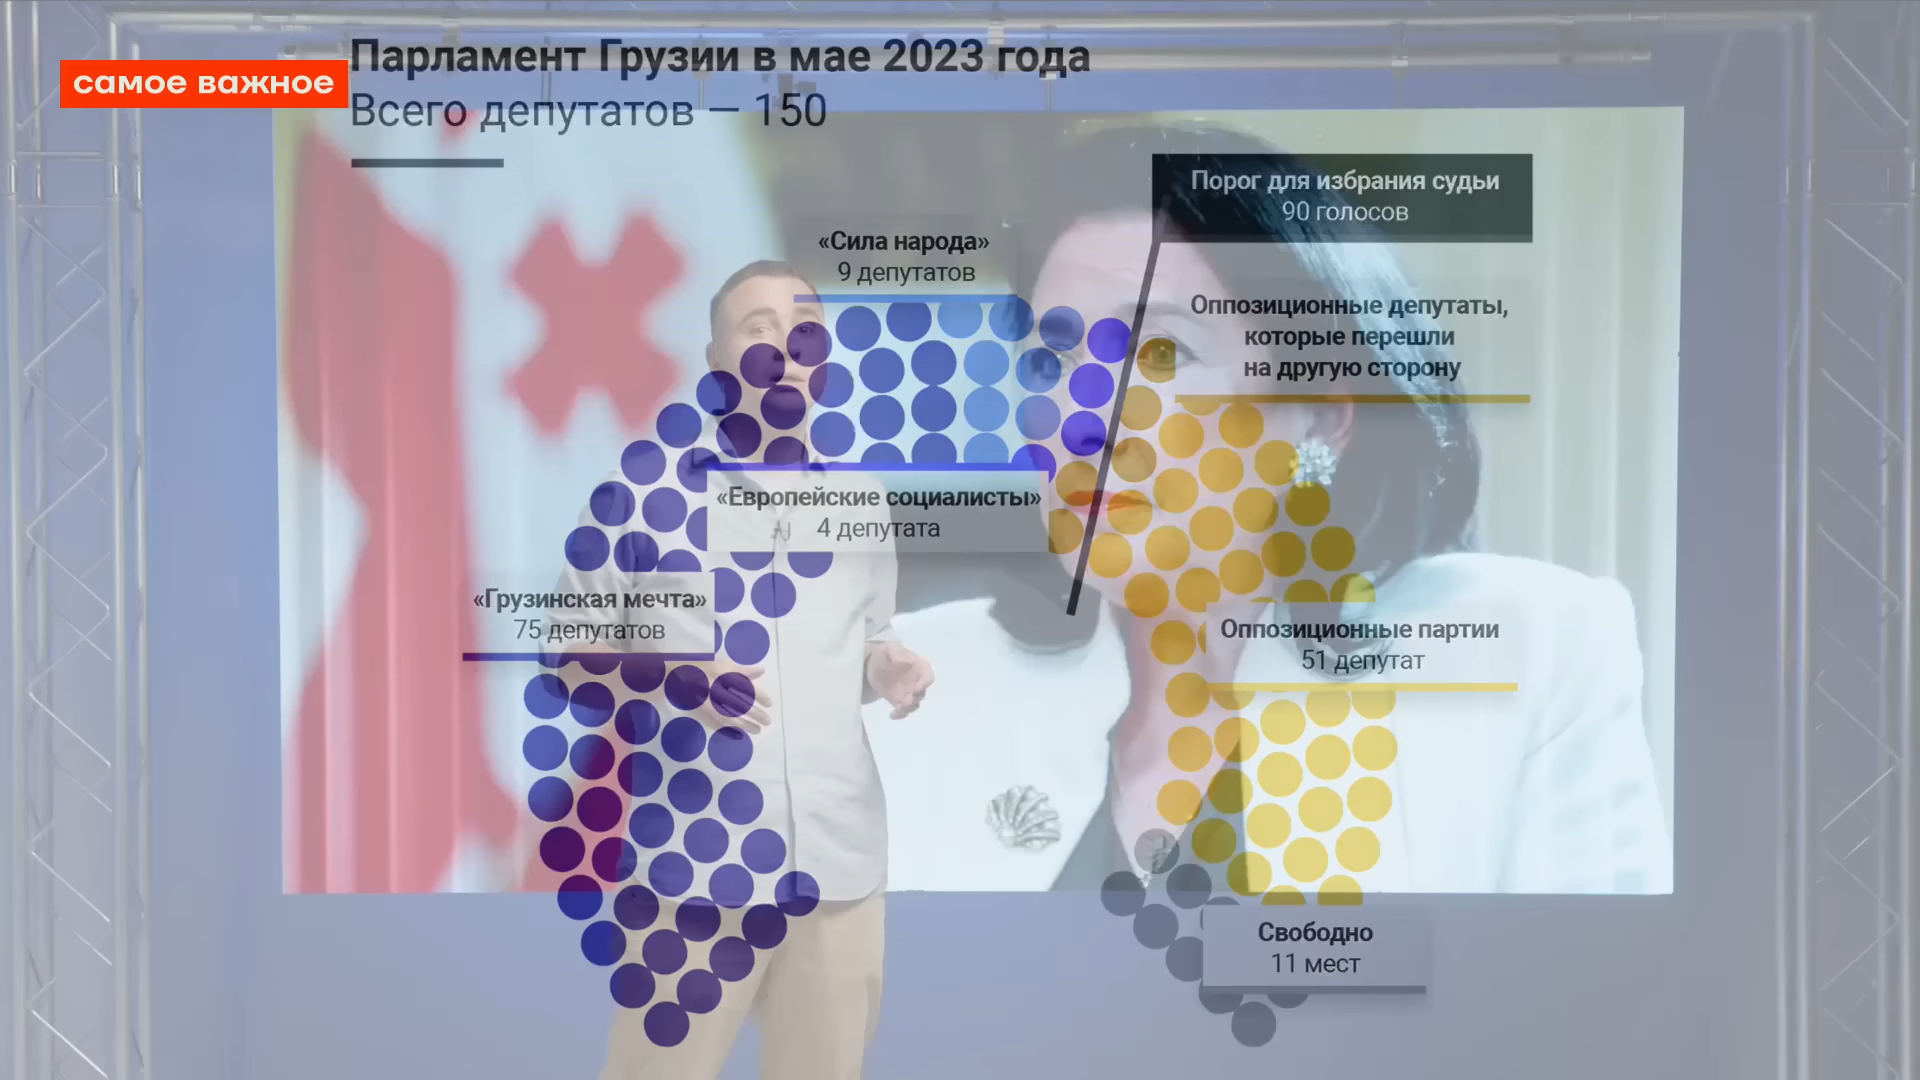 самое важное
Парламент Грузии в мае 2023 года
Всего депутатов — 150
Порог для избрания судьи
90 голосов
«Сила народа»
9 депутатов
Оппозиционные депутаты,
которые перешли
на другую сторону
«Европейские социалисты»
4 депутата
«Грузинская мечта»
75 депутатов
Оппозиционные партии
51 депутат
Свободно
11 мест